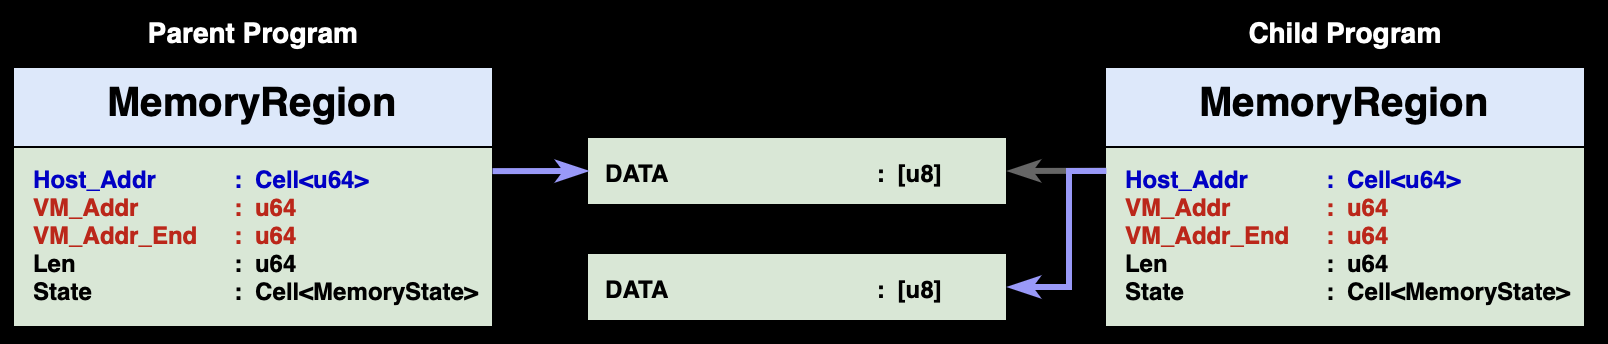 Parent Program
MemoryRegion
Host_Addr : Cell<u64>
VM_Addr : u64
VM_Addr_End : u64
Len : u64
State : Cell<MemoryState>
DATA : [u8]
DATA : [u8]
Child Program
MemoryRegion
Host_Addr : Cell<u64>
VM_Addr : u64
VM_Addr_End : u64
Len : u64
State : Cell<MemoryState>